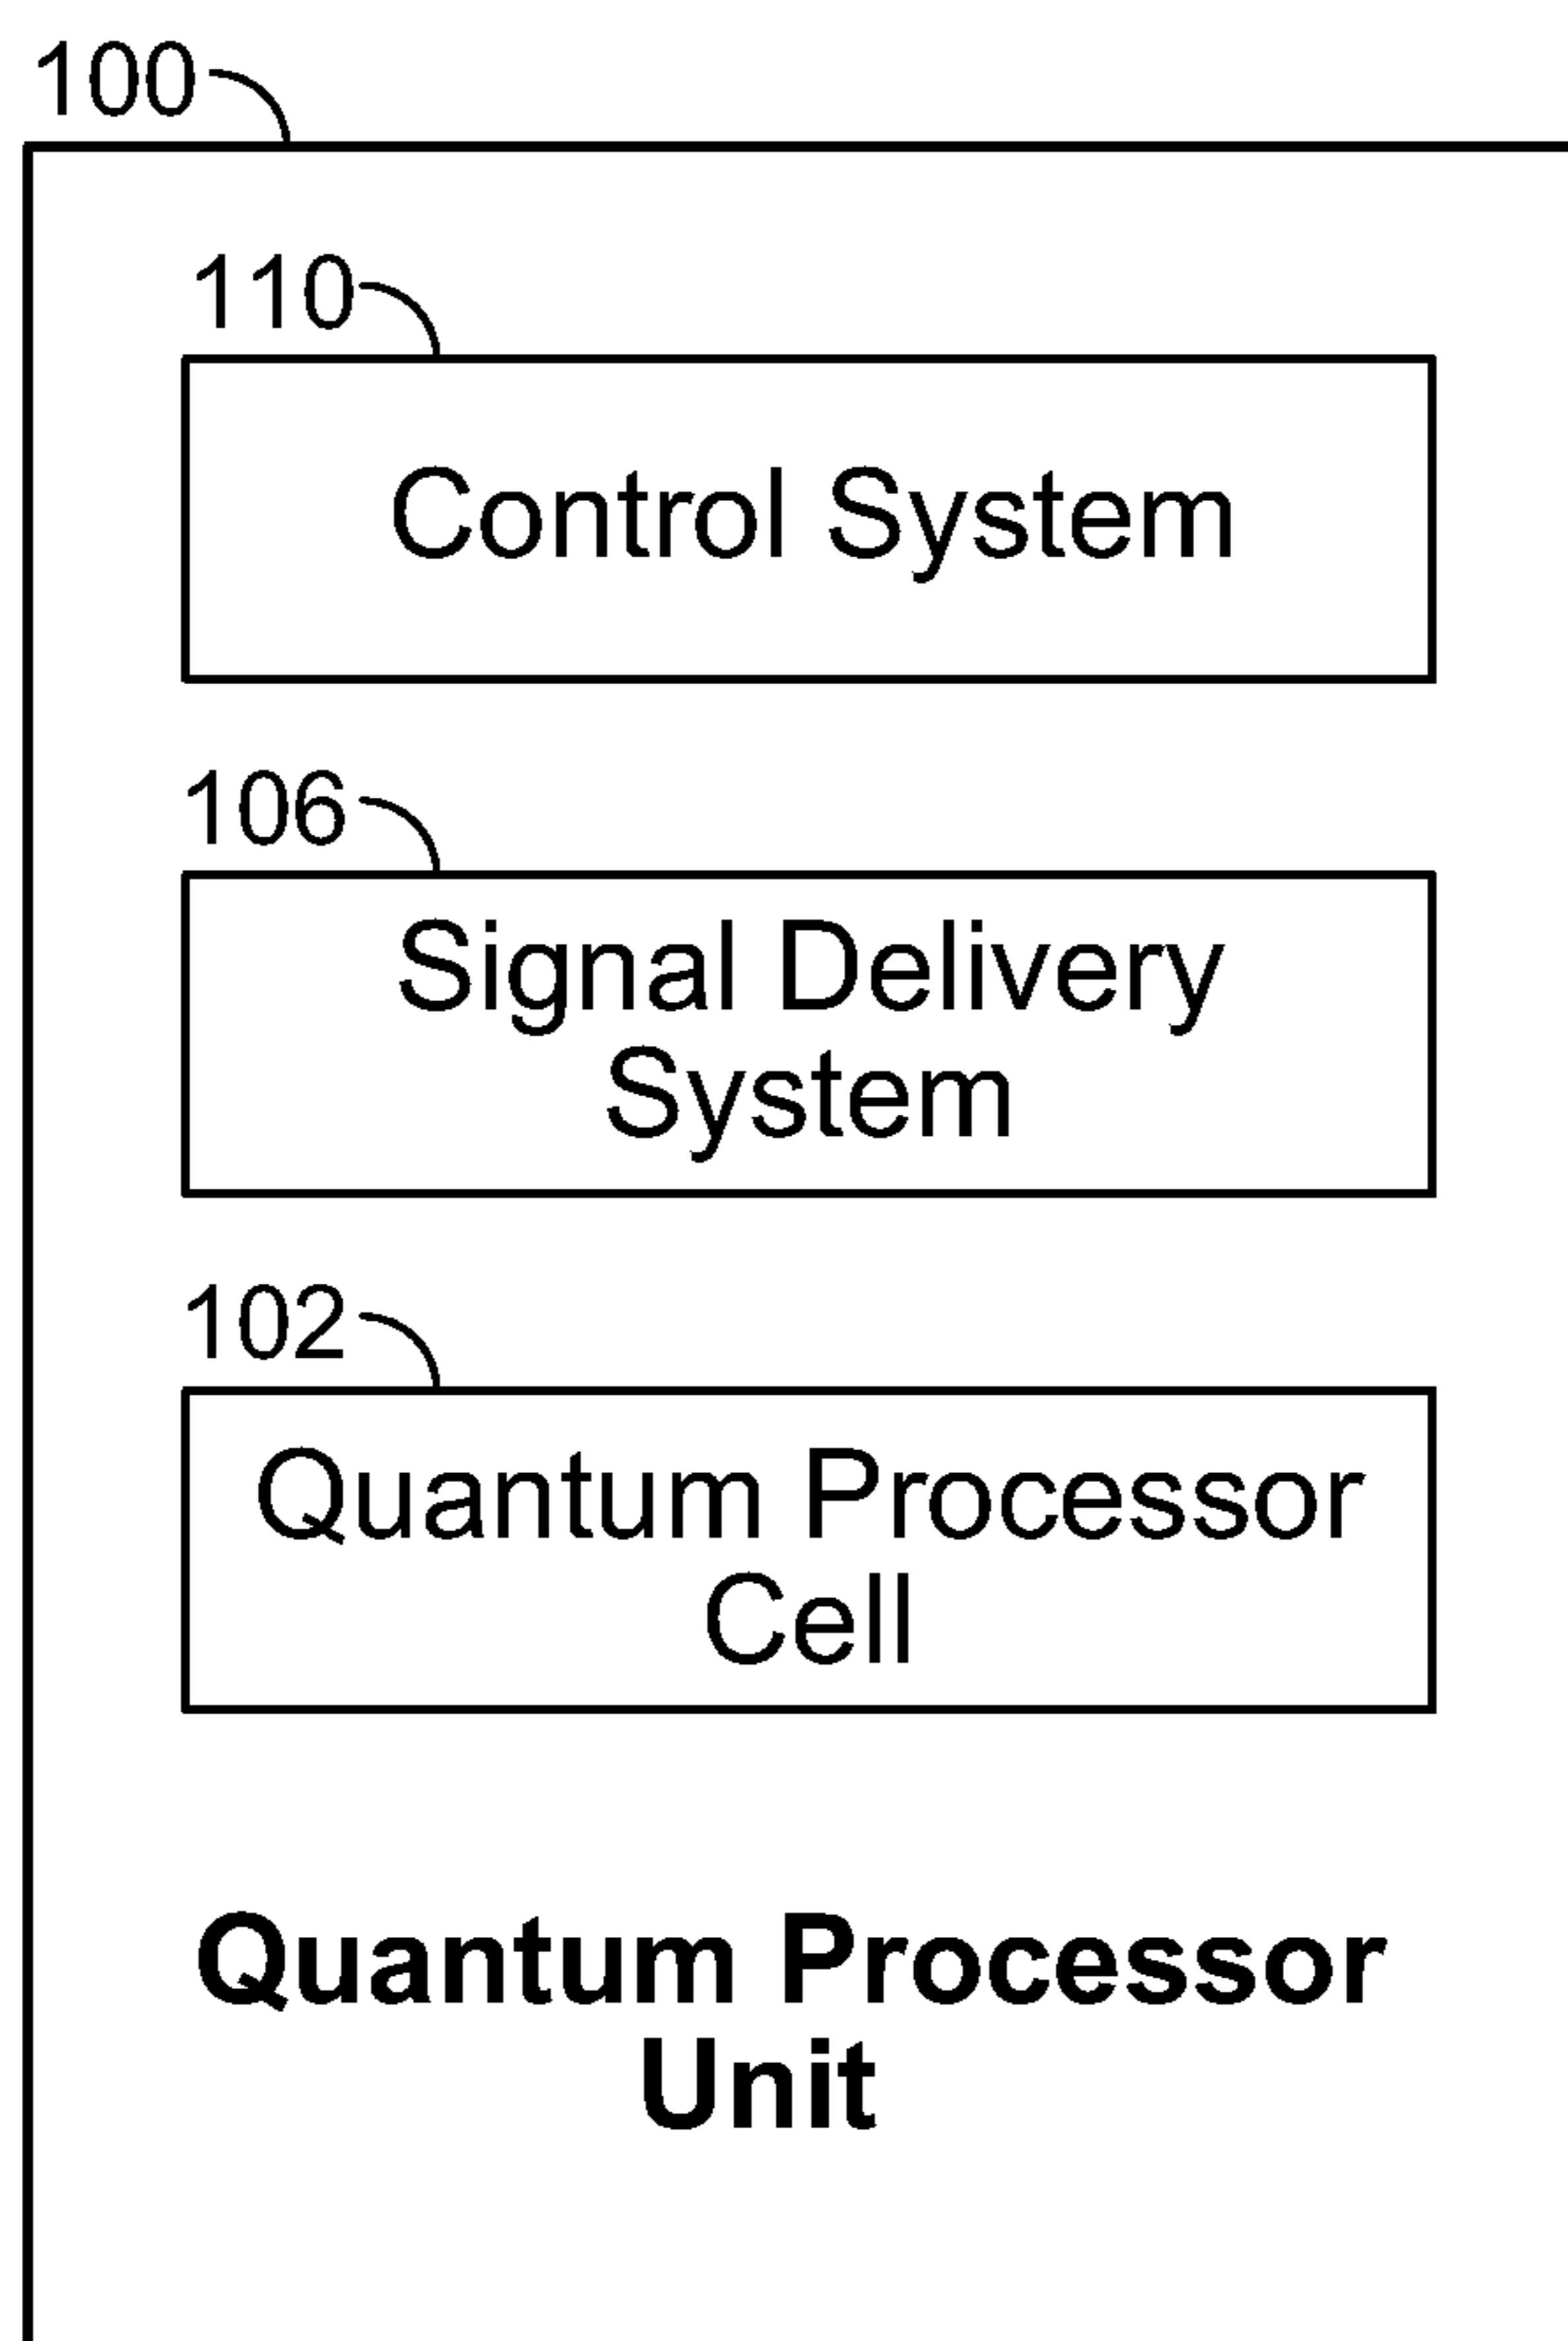 100
110
Control System
106
Signal Delivery
System
102
Quantum Processor
Cell
Quantum Processor
Unit